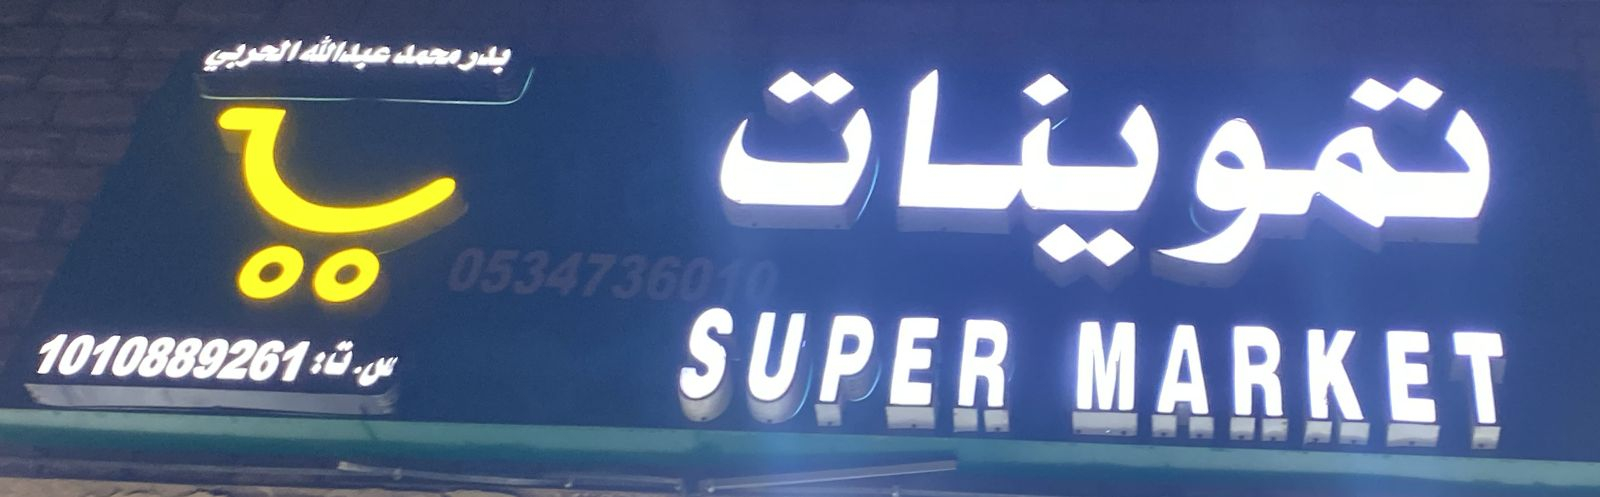 بدر محمد عبدالله الحربي
تموينات
0534736010
SUPER MARKET
س.ت: 1010889261